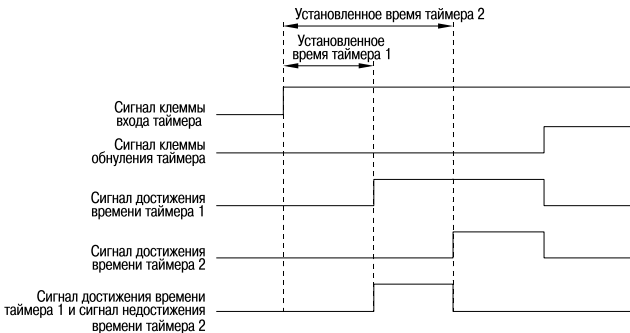 Установленное время таймера 2
Установленное
время таймера 1
Сигнал клеммы
входа таймера
Сигнал клеммы
обнуления таймера
Сигнал достижения
времени таймера 1
Сигнал достижения
времени таймера 2
Сигнал достижения времени
таймера 1 и сигнал недостижения
времени таймера 2